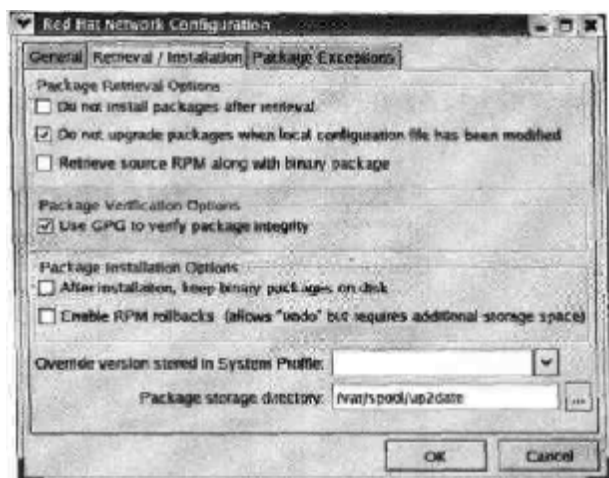 Red Hat Network Configuration
General Retrieval / Installation Package Exceptions
Package Retrieval Options
Do not install packages after retrieval
Do not upgrade packages when local configuration file has been modified
Retrieve source RPM along with binary package
Package Verification Options
Use GPG to verify package integrity
Package Installation Options
After installation, keep binary packages on disk
Enable RPM rollbacks (allows "undo" but requires additional storage space)
Override version stored in System Profile:
Package storage directory: /var/spool/up2date ...
OK Cancel